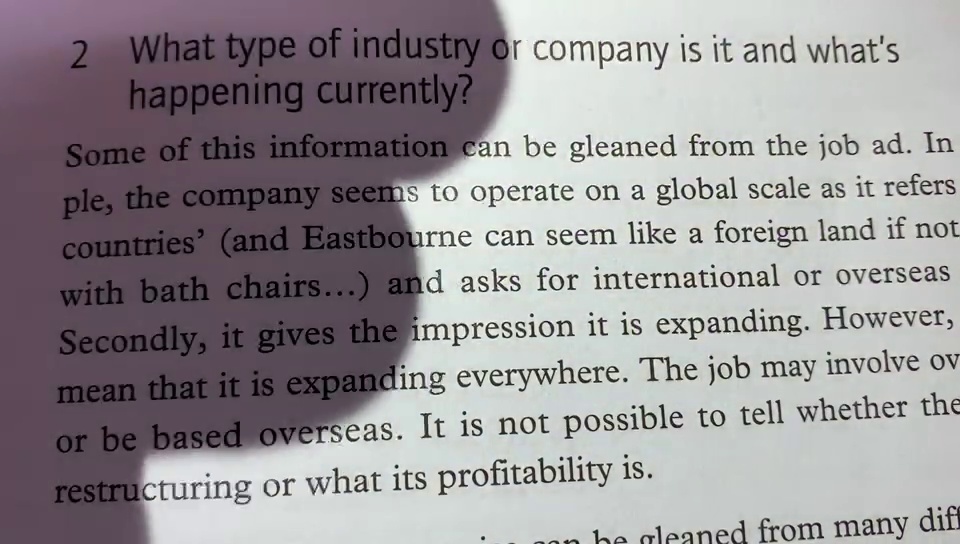 2 What type of industry or company is it and what's
happening currently?
Some of this information can be gleaned from the job ad. In
ple, the company seems to operate on a global scale as it refers
countries' (and Eastbourne can seem like a foreign land if not
with bath chairs...) and asks for international or overseas
Secondly, it gives the impression it is expanding. However,
mean that it is expanding everywhere. The job may involve ov
or be based overseas. It is not possible to tell whether the
restructuring or what its profitability is.
can be gleaned from many diff